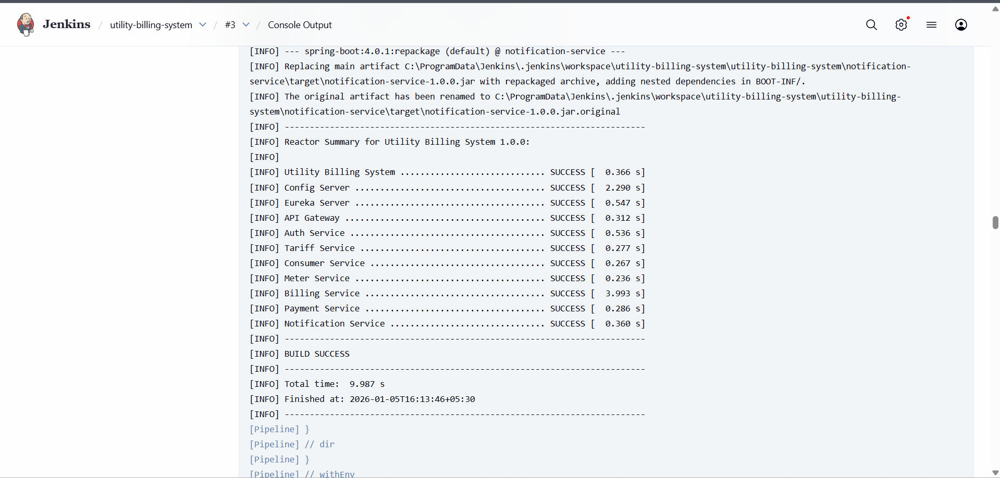 Jenkins / utility-billing-system / #3 / Console Output
[INFO] --- spring-boot:4.0.1:repackage (default) @ notification-service ---
[INFO] Replacing main artifact C:\ProgramData\Jenkins\.jenkins\workspace\utility-billing-system\utility-billing-system\notification-
service\target\notification-service-1.0.0.jar with repackaged archive, adding nested dependencies in BOOT-INF/.
[INFO] The original artifact has been renamed to C:\ProgramData\Jenkins\.jenkins\workspace\utility-billing-system\utility-billing-
system\notification-service\target\notification-service-1.0.0.jar.original
[INFO] ------------------------------------------------------------------------
[INFO] Reactor Summary for Utility Billing System 1.0.0:
[INFO]
[INFO] Utility Billing System ............................. SUCCESS [  0.366 s]
[INFO] Config Server ...................................... SUCCESS [  2.290 s]
[INFO] Eureka Server ...................................... SUCCESS [  0.547 s]
[INFO] API Gateway ........................................ SUCCESS [  0.312 s]
[INFO] Auth Service ....................................... SUCCESS [  0.536 s]
[INFO] Tariff Service ..................................... SUCCESS [  0.277 s]
[INFO] Consumer Service ................................... SUCCESS [  0.267 s]
[INFO] Meter Service ...................................... SUCCESS [  0.236 s]
[INFO] Billing Service .................................... SUCCESS [  3.993 s]
[INFO] Payment Service .................................... SUCCESS [  0.286 s]
[INFO] Notification Service ............................... SUCCESS [  0.360 s]
[INFO] ------------------------------------------------------------------------
[INFO] BUILD SUCCESS
[INFO] ------------------------------------------------------------------------
[INFO] Total time:  9.987 s
[INFO] Finished at: 2026-01-05T16:13:46+05:30
[INFO] ------------------------------------------------------------------------
[Pipeline] }
[Pipeline] // dir
[Pipeline] }
[Pipeline] // withEnv